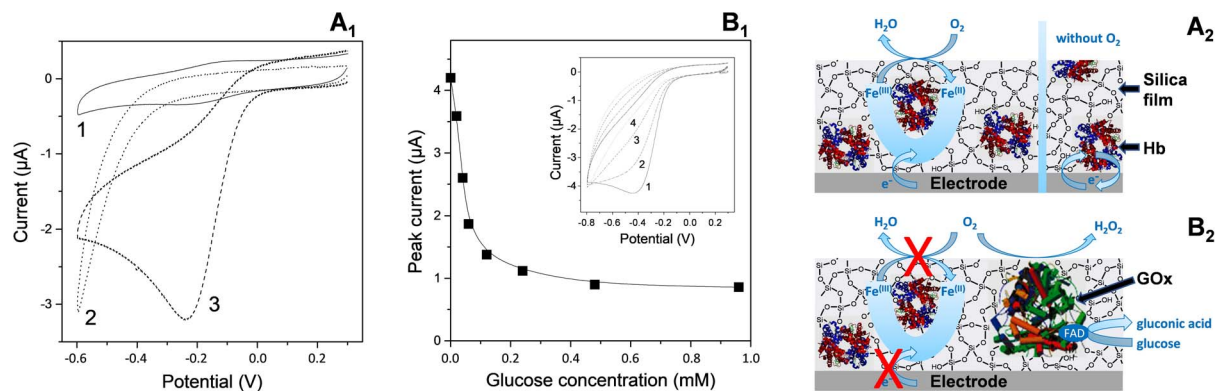 A1
Current (µA)
0
-1
-2
-3
1
2
3
-0.6
-0.4
-0.2
0.0
0.2
Potential (V)
B1
Peak current (µA)
4
3
2
1
0
0.0
0.2
0.4
0.6
0.8
1.0
Glucose concentration (mM)
Current (µA)
0
-1
-2
-3
-4
4
3
2
1
-0.8
-0.6
-0.4
-0.2
0.0
0.2
Potential (V)
A2
H2O
O2
without O2
Fe(III)
Fe(II)
Silica
film
Hb
e-
Electrode
e-
B2
H2O
O2
H2O2
Fe(III)
Fe(II)
GOx
FAD
gluconic acid
glucose
e-
Electrode